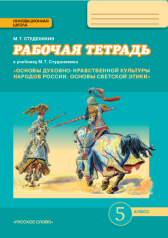 ИННОВАЦИОННАЯ
ШКОЛА
М.Т. СТУДЕНИКИН
РАБОЧАЯ ТЕТРАДЬ
к учебнику М.Т. Студеникина
«ОСНОВЫ ДУХОВНО-НРАВСТВЕННОЙ КУЛЬТУРЫ
НАРОДОВ РОССИИ. ОСНОВЫ СВЕТСКОЙ ЭТИКИ»
5 КЛАСС
«РУССКОЕ СЛОВО»